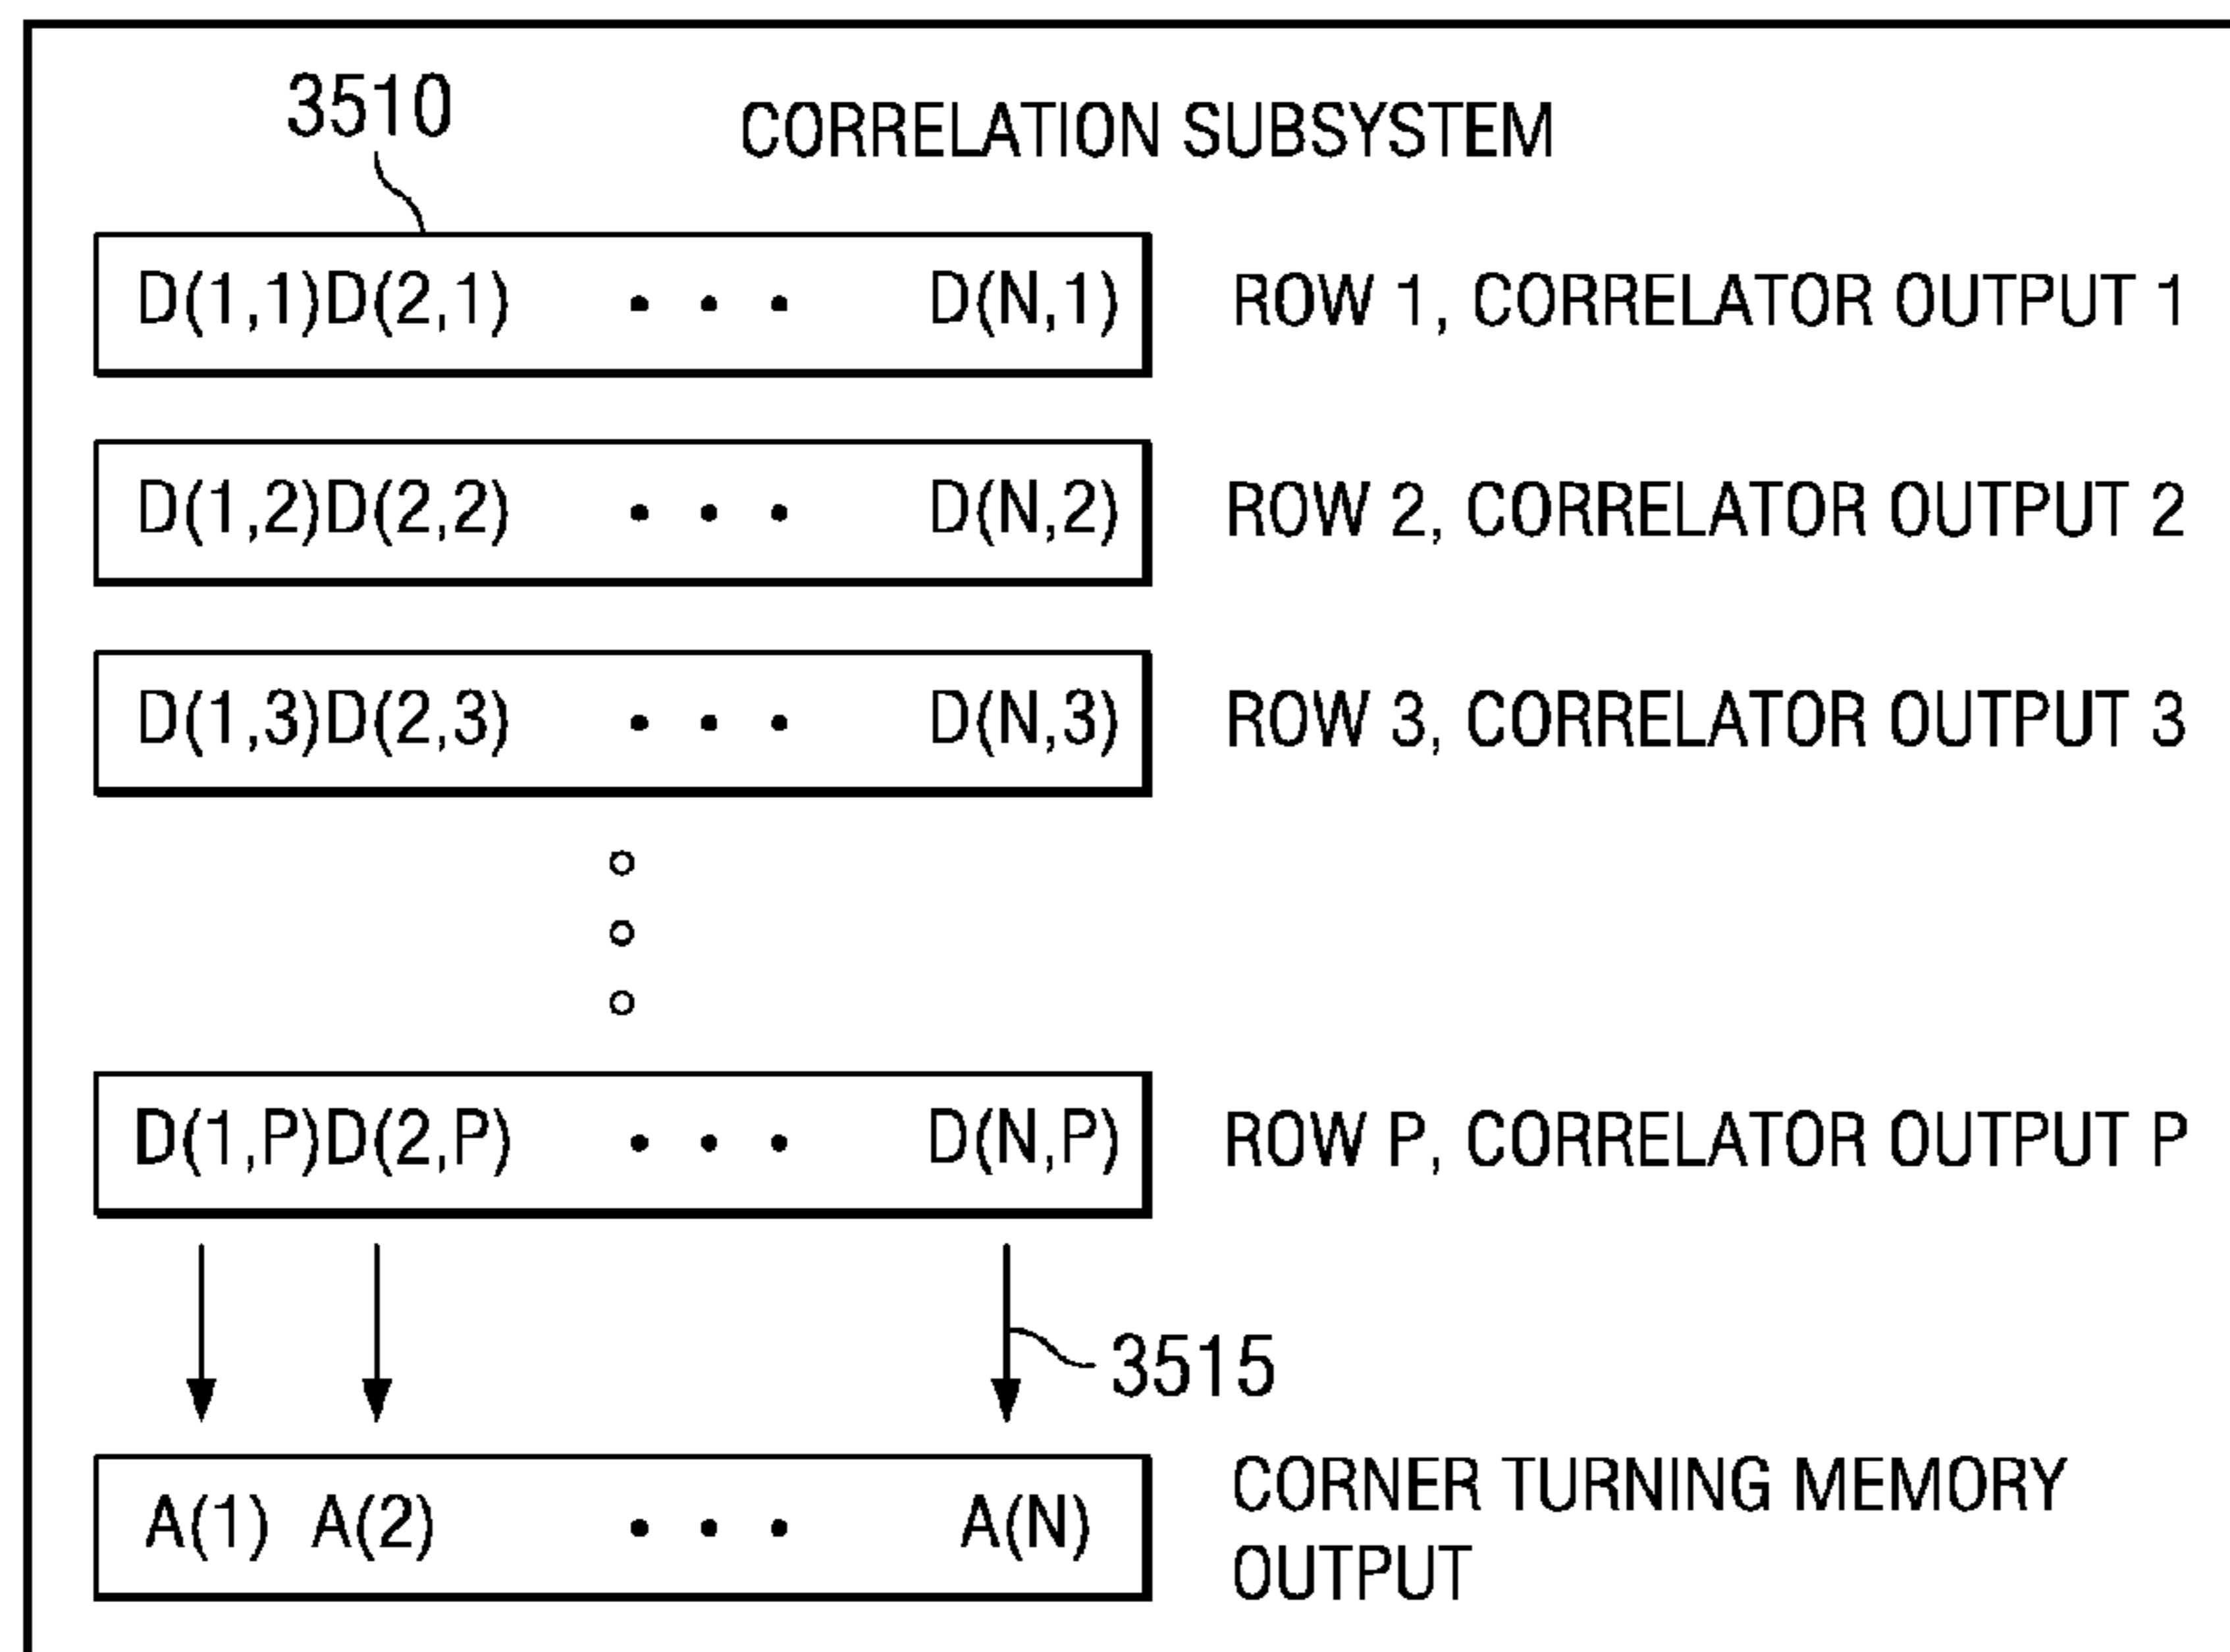 3510
CORRELATION SUBSYSTEM
D(1,1)D(2,1) • • • D(N,1) ROW 1, CORRELATOR OUTPUT 1
D(1,2)D(2,2) • • • D(N,2) ROW 2, CORRELATOR OUTPUT 2
D(1,3)D(2,3) • • • D(N,3) ROW 3, CORRELATOR OUTPUT 3
D(1,P)D(2,P) • • • D(N,P) ROW P, CORRELATOR OUTPUT P
3515
A(1) A(2) • • • A(N)
CORNER TURNING MEMORY
OUTPUT